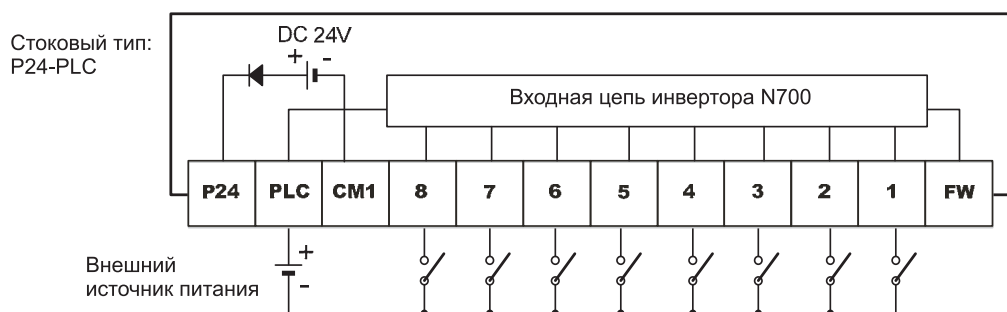 Стоковый тип:
P24-PLC
DC 24V
+ -
Входная цепь инвертора N700
P24 PLC CM1 8 7 6 5 4 3 2 1 FW
+
Внешний
источник питания
-